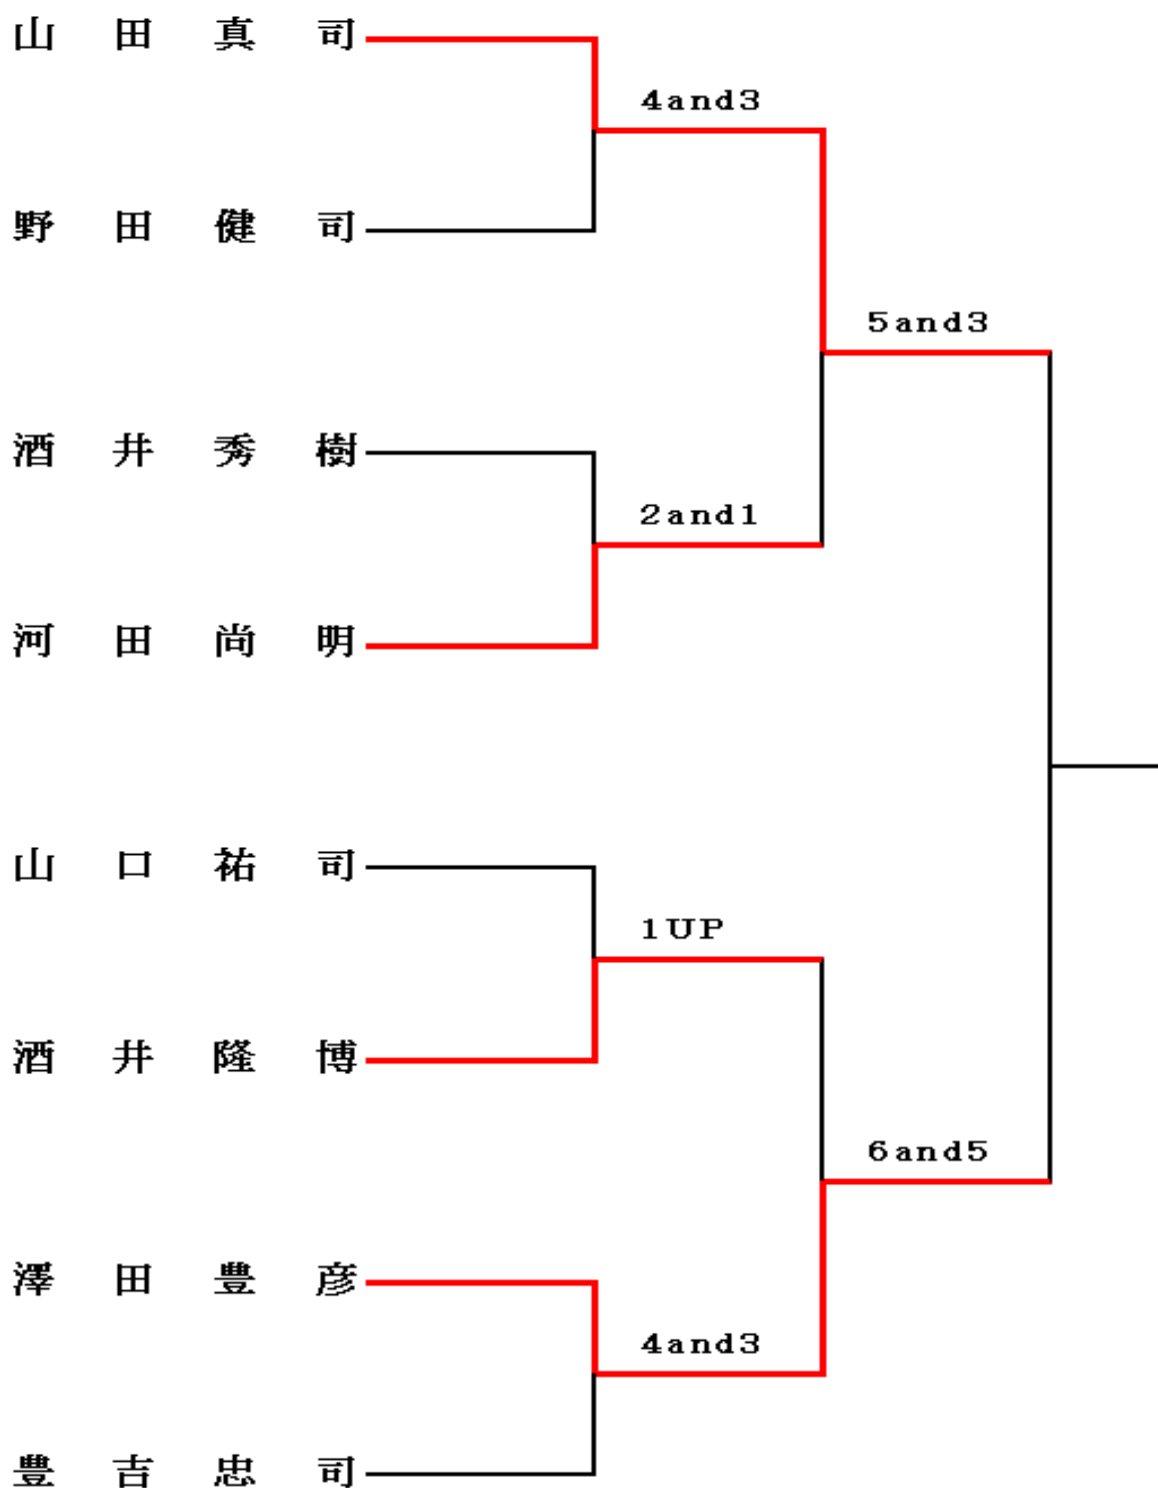 山田真司
4and3
野田健司
5and3
酒井秀樹
2and1
河田尚明
山口祐司
1UP
酒井隆博
6and5
澤田豊彦
4and3
豊吉忠司